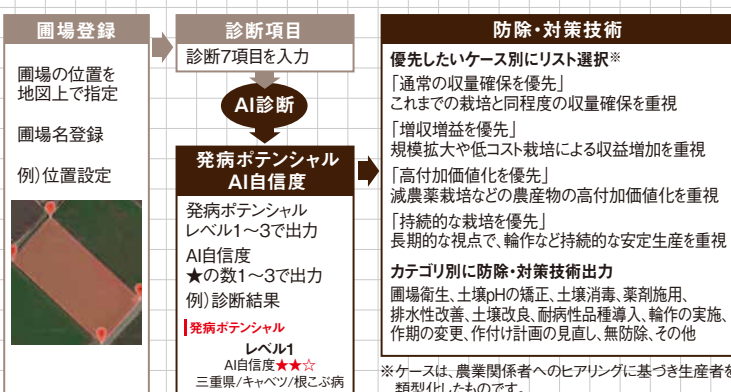 圃場登録
圃場の位置を
地図上で指定
圃場名登録
例)位置設定
診断項目
診断7項目を入力
AI診断
発病ポテンシャル
AI自信度
発病ポテンシャル
レベル1~3で出力
AI自信度
★の数1~3で出力
例)診断結果
発病ポテンシャル
レベル1
AI自信度★★☆
三重県/キャベツ/根こぶ病
防除・対策技術
優先したいケース別にリスト選択※
「通常の収量確保を優先」
これまでの栽培と同程度の収量確保を重視
「増収増益を優先」
規模拡大や低コスト栽培による収益増加を重視
「高付加価値化を優先」
減農薬栽培などの農産物の高付加価値化を重視
「持続的な栽培を優先」
長期的な視点で、輪作など持続的な安定生産を重視
カテゴリ別に防除・対策技術出力
圃場衛生、土壌pHの矯正、土壌消毒、薬剤施用、
排水性改善、土壌改良、耐病性品種導入、輪作の実施、
作期の変更、作付け計画の見直し、無防除、その他
※ケースは、農業関係者へのヒアリングに基づき生産者を
類型化したものです。